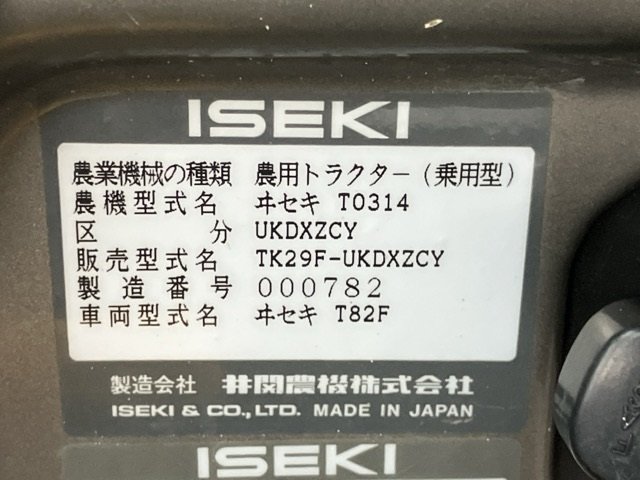 ISEKI
農業機械の種類 農用トラクター(乗用型)
農機型式名 ヰセキ T0314
区分 UKDXZCY
販売型式名 TK29F-UKDXZCY
製造番号 000782
車両型式名 ヰセキ T82F
製造会社 井関農機株式会社
ISEKI & CO., LTD. MADE IN JAPAN
ISEKI